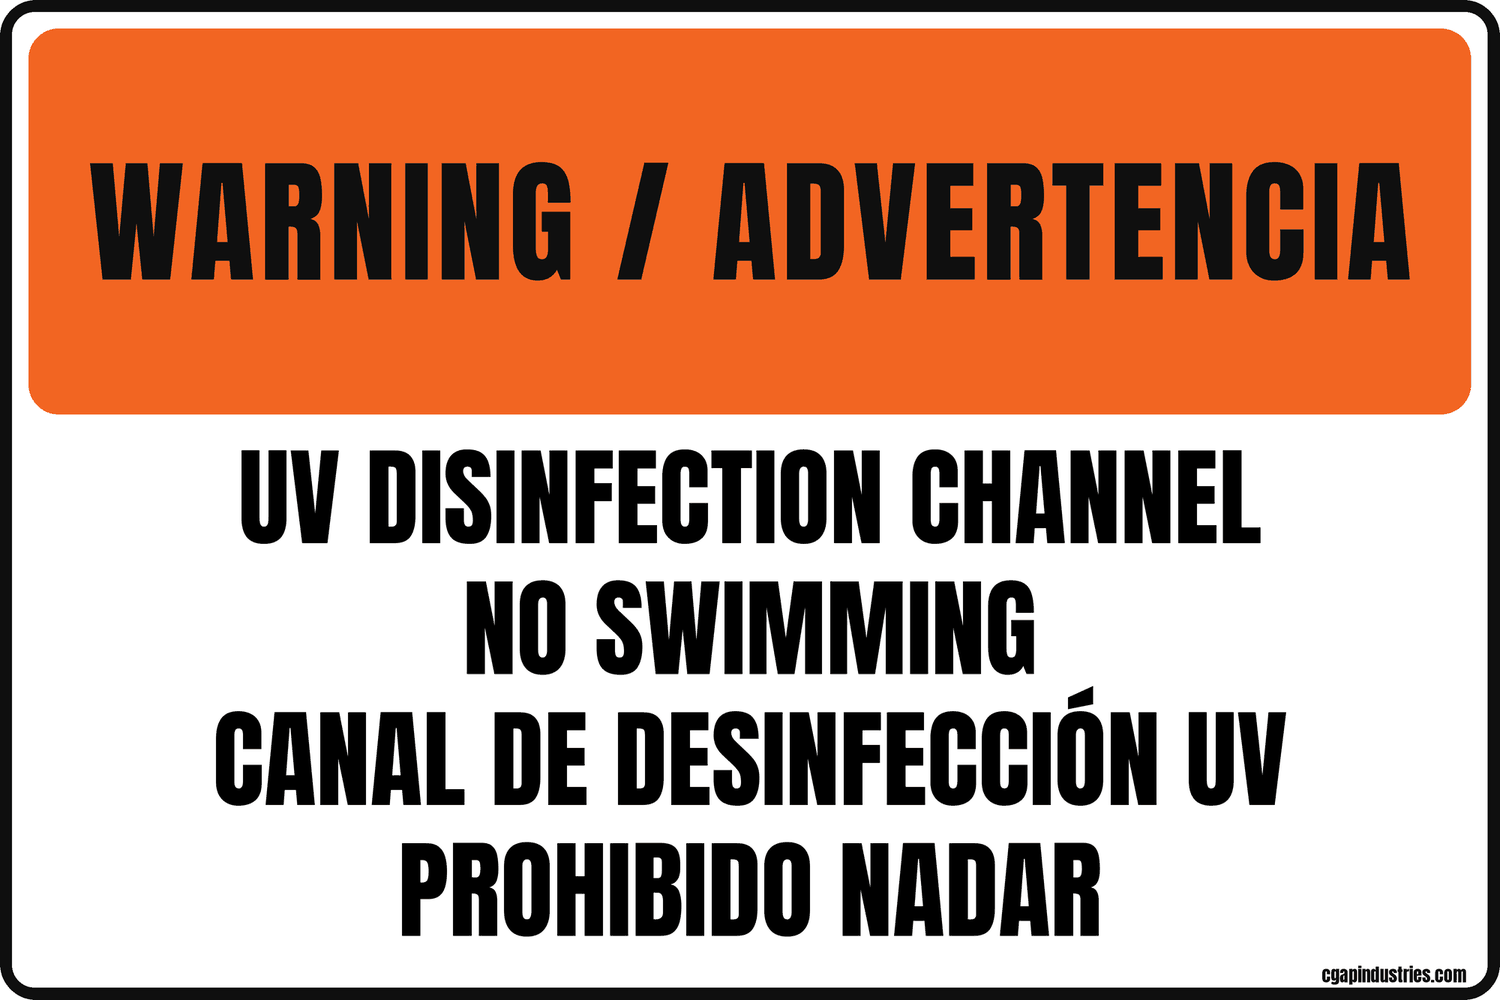 WARNING / ADVERTENCIA
UV DISINFECTION CHANNEL
NO SWIMMING
CANAL DE DESINFECCIÓN UV
PROHIBIDO NADAR
cgapindustries.com